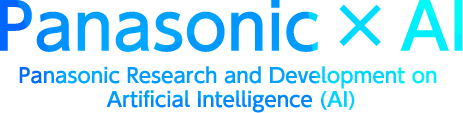 Panasonic × AI
Panasonic Research and Development on
Artificial Intelligence (AI)